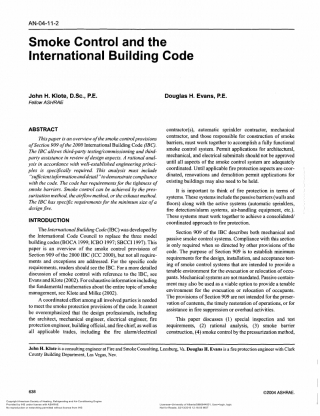 AN-04-11-2
Smoke Control and the
International Building Code
John H. Klote, D.Sc., P.E.
Fellow ASHRAE
Douglas H. Evans, P.E.
ABSTRACT
This paper is an overview of the smoke control provisions
of Section 909 of the 2000 International Building Code (IBC).
The IBC allows third-party testing/commissioning and third-
party assistance in review of design aspects. A rational anal-
ysis in accordance with well-established engineering princi-
ples is specifically required. This analysis must include
"sufficient information and detail" to demonstrate compliance
with the code. The code has requirements for the tightness of
smoke barriers. Smoke control can be achieved by the pres-
surization method, the airflow method, or the exhaust method.
The IBC has specific requirements for the minimum size of a
design fire.
INTRODUCTION
The International Building Code (IBC) was developed by
the International Code Council to replace the three model
building codes (BOCA 1999; ICBO 1997; SBCCI 1997). This
paper is an overview of the smoke control provisions of
Section 909 of the 2000 IBC (ICC 2000), but not all require-
ments and exceptions are addressed. For the specific code
requirements, readers should see the IBC. For a more detailed
discussion of smoke control with reference to the IBC, see
Evans and Klote (2002). For exhaustive information including
the fundamental mathematics about the entire topic of smoke
management, see Klote and Milke (2002).
A coordinated effort among all involved parties is needed
to meet the smoke protection provisions of the code. It cannot
be overemphasized that the design professionals, including
the architect, mechanical engineer, electrical engineer, fire
protection engineer, building official, and fire chief, as well as
all applicable trades, including the fire alarm/electrical
contractor(s), automatic sprinkler contractor, mechanical
contractor, and those responsible for construction of smoke
barriers, must work together to accomplish a fully functional
smoke control system. Permit applications for architectural,
mechanical, and electrical submittals should not be approved
until all aspects of the smoke control system are adequately
coordinated. Until applicable fire protection aspects are coor-
dinated, renovations and demolition permit applications for
existing buildings may also need to be held.
It is important to think of fire protection in terms of
systems. These systems include the passive barriers (walls and
floors) along with the active systems (automatic sprinkler,
fire detection/alarm systems, air-handling equipment, etc.).
These systems must work together to achieve a consolidated
coordinated approach to fire protection.
Section 909 of the IBC describes both mechanical and
passive smoke control systems. Compliance with this section
is only required when so directed by other provisions of the
code. The purpose of Section 909 is to establish minimum
requirements for the design, installation, and acceptance test-
ing of smoke control systems that are intended to provide a
tenable environment for the evacuation or relocation of occu-
pants. Mechanical systems are not mandated. Passive contain-
ment may also be used as a viable option to provide a tenable
environment for the evacuation or relocation of occupants.
The provisions of Section 909 are not intended for the preser-
vation of contents, the timely restoration of operations, or for
assistance in fire suppression or overhaul activities.
This paper discusses (1) special inspection and test
requirements, (2) rational analysis, (3) smoke barrier
construction, (4) smoke control by the pressurization method,
John H. Klote is a consulting engineer at Fire and Smoke Consulting, Leesburg, Va. Douglas H. Evans is a fire protection engineer with Clark
County Building Department, Las Vegas, Nev.
638
©2004 ASHRAE.